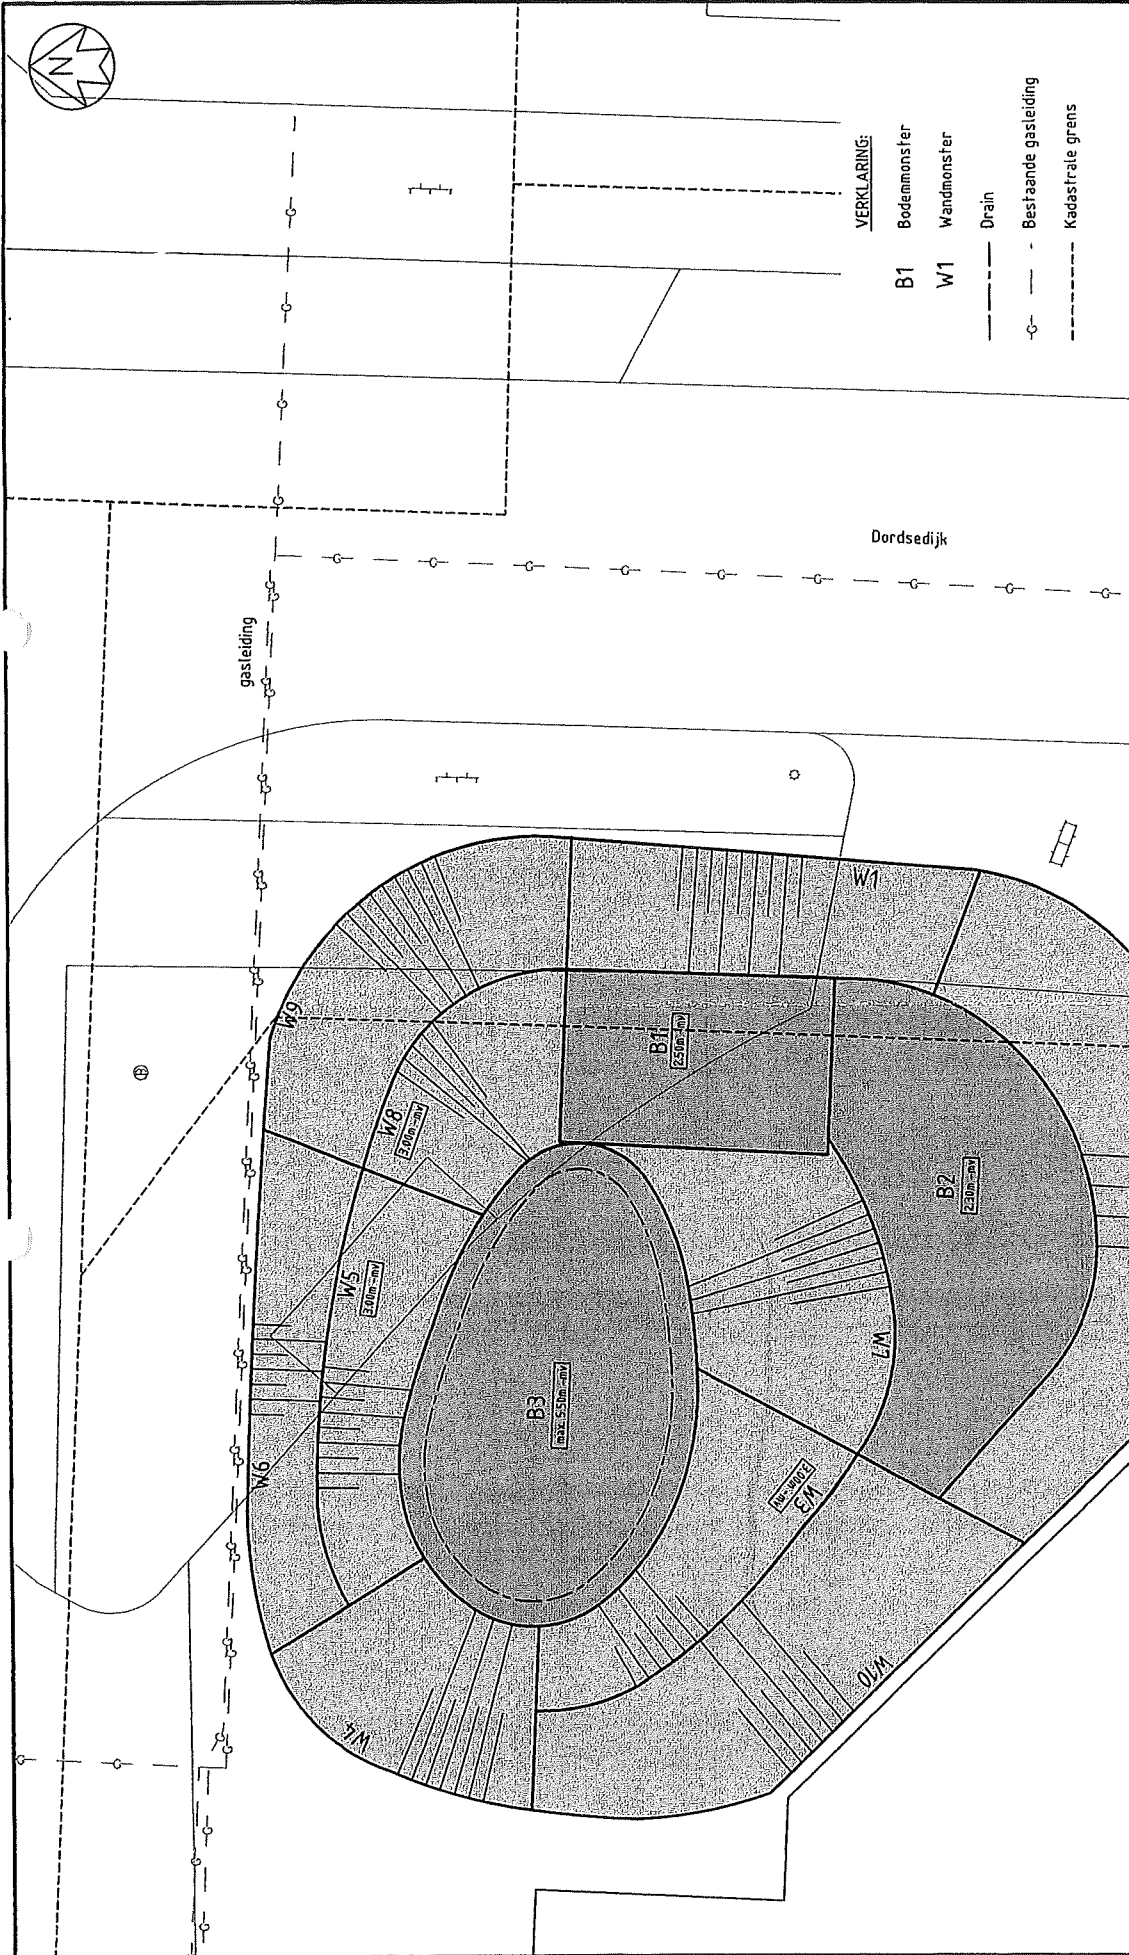 N
VERKLARING:
B1 Bodemmonster
W1 Wandmonster
Drain
G Bestaande gasleiding
Kadastrale grens
Dordsedijk
gasleiding
W9
W1
B1
2.50m -mv
W8
3.00m -mv
B2
2.30m -mv
W5
3.00m -mv
W7
B3
max. 5.50m -mv
W6
W3
3.00m -mv
W10
W4